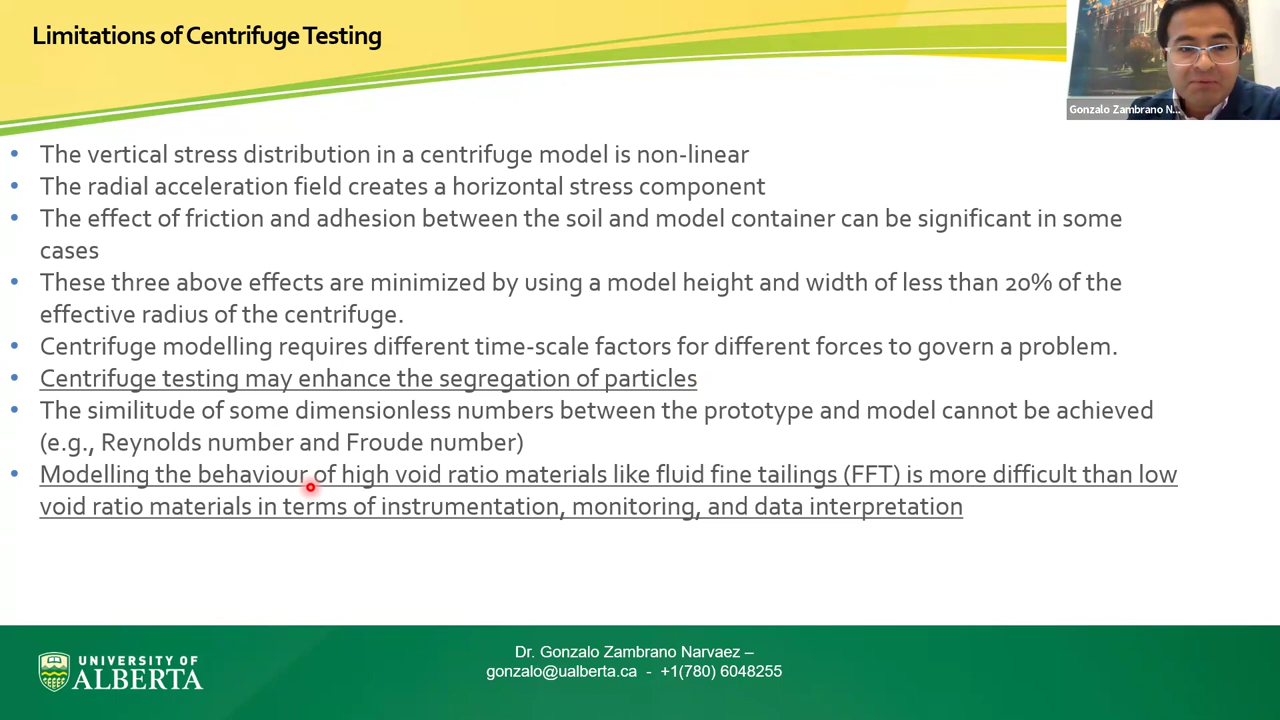 Limitations of Centrifuge Testing
Gonzalo Zambrano N...
• The vertical stress distribution in a centrifuge model is non-linear
• The radial acceleration field creates a horizontal stress component
• The effect of friction and adhesion between the soil and model container can be significant in some
cases
• These three above effects are minimized by using a model height and width of less than 20% of the
effective radius of the centrifuge.
• Centrifuge modelling requires different time-scale factors for different forces to govern a problem.
• Centrifuge testing may enhance the segregation of particles
• The similitude of some dimensionless numbers between the prototype and model cannot be achieved
(e.g., Reynolds number and Froude number)
• Modelling the behaviour of high void ratio materials like fluid fine tailings (FFT) is more difficult than low
void ratio materials in terms of instrumentation, monitoring, and data interpretation
UNIVERSITY OF
ALBERTA
Dr. Gonzalo Zambrano Narvaez –
gonzalo@ualberta.ca - +1(780) 6048255